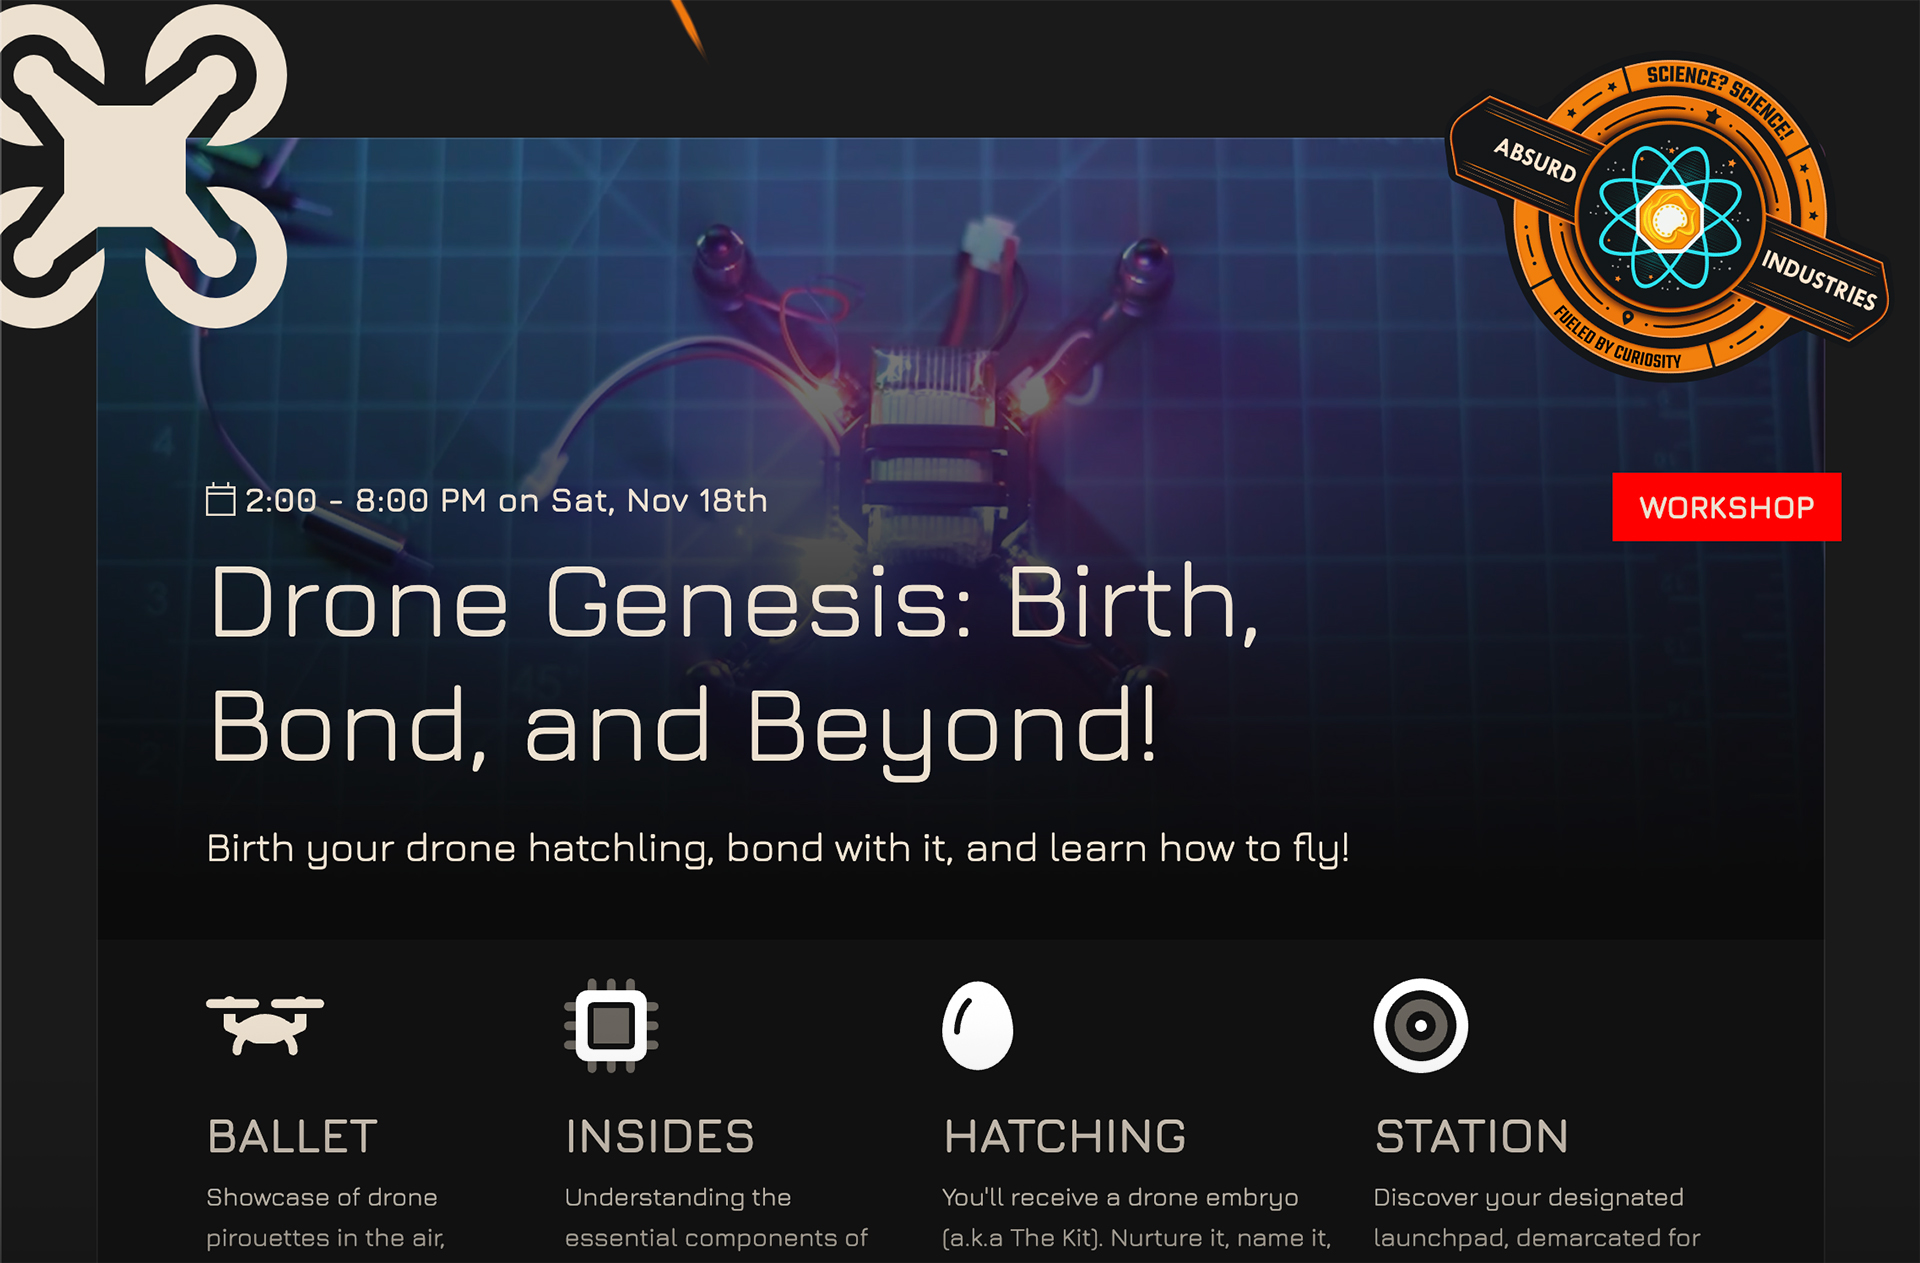 SCIENCE? SCIENCE!
ABSURD
INDUSTRIES
FUELED BY CURIOSITY
2:00 - 8:00 PM on Sat, Nov 18th
WORKSHOP
Drone Genesis: Birth,
Bond, and Beyond!
Birth your drone hatchling, bond with it, and learn how to fly!
BALLET
Showcase of drone
pirouettes in the air,
INSIDES
Understanding the
essential components of
HATCHING
You'll receive a drone embryo
(a.k.a The Kit). Nurture it, name it,
STATION
Discover your designated
launchpad, demarcated for